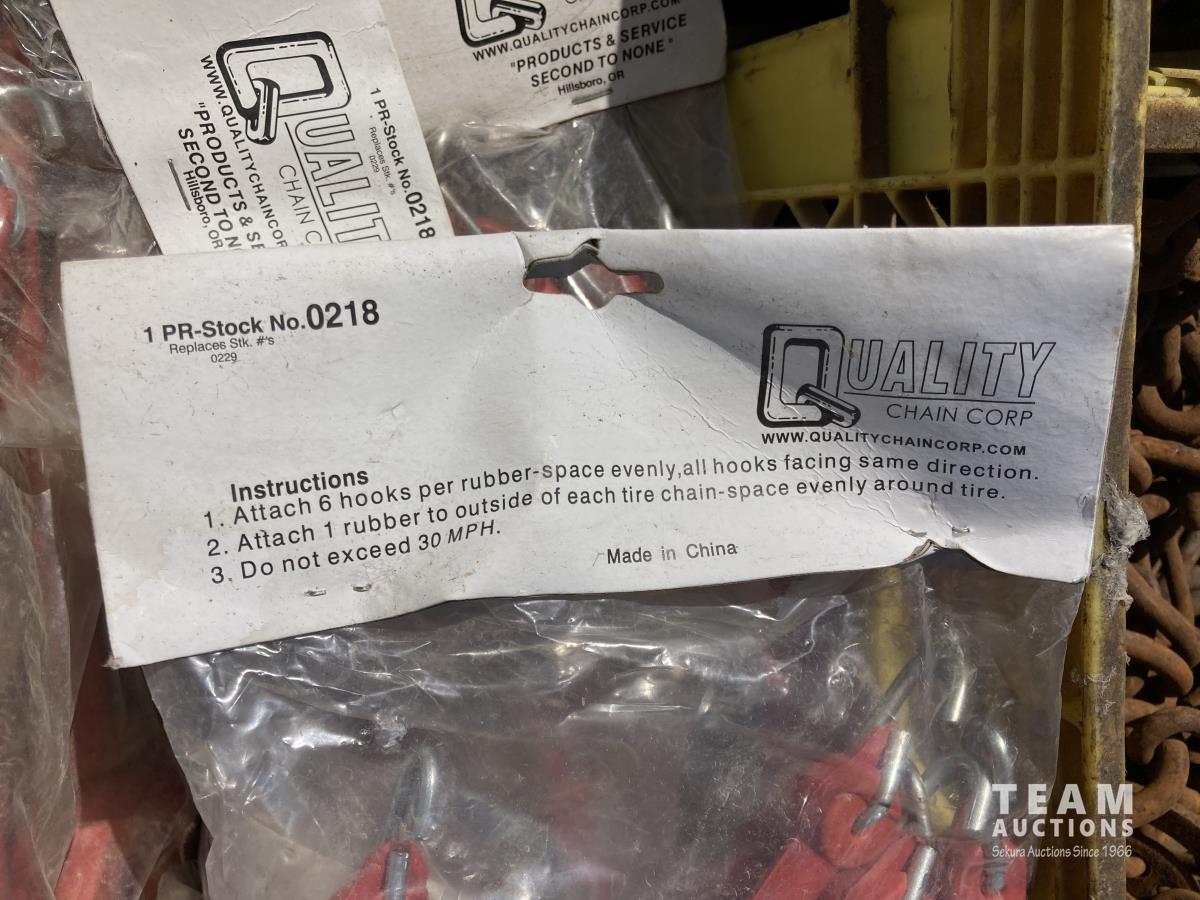 WWW.QUALITYCHAINCORP.COM
"PRODUCTS & SERVICE
SECOND TO NONE"
Hillsboro, OR
1 PR-Stock No.0218
Replaces Stk. #'s
0229
QUALIT
CHAIN C
WWW.QUALITYCHAINCOR
"PRODUCTS & SE
SECOND TO N
Hillsboro, OR
1 PR-Stock No.0218
Replaces Stk. #'s
0229
QUALITY
CHAIN CORP
WWW.QUALITYCHAINCORP.COM
Instructions
1. Attach 6 hooks per rubber-space evenly,all hooks facing same direction.
2. Attach 1 rubber to outside of each tire chain-space evenly around tire.
3. Do not exceed 30 MPH.
Made in China
TEAM
AUCTIONS
Sekura Auctions Since 1966